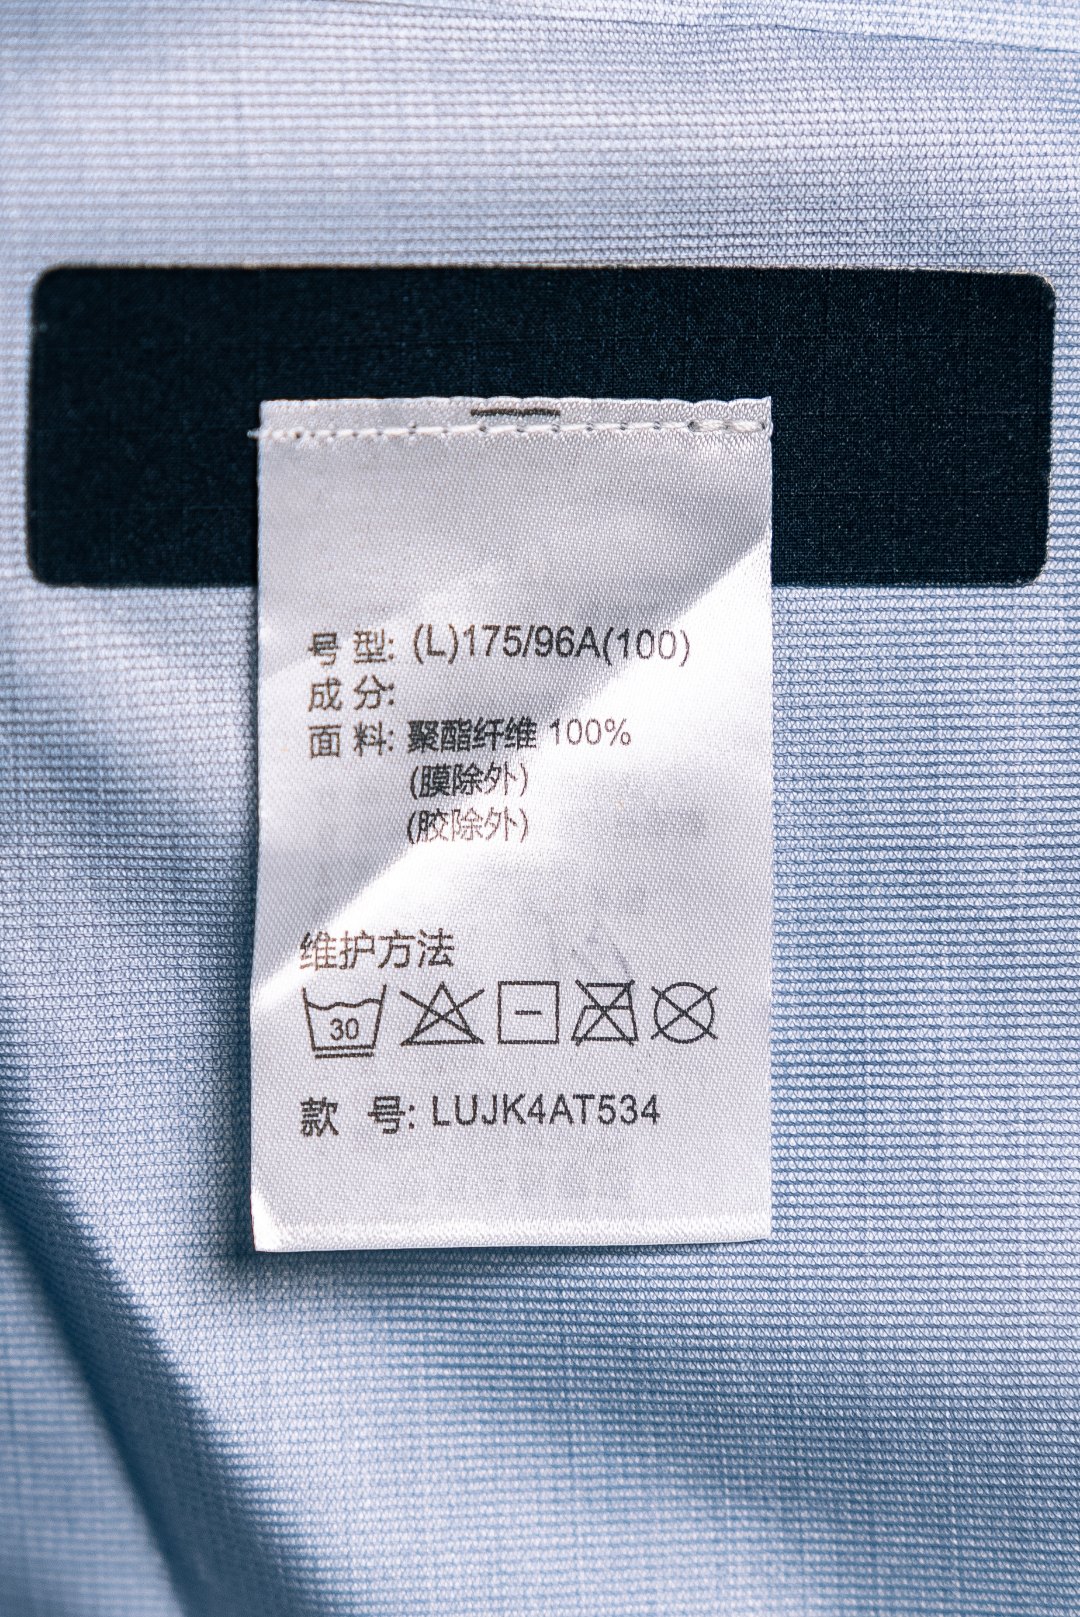 号 型: (L)175/96A(100)
成 分:
面 料: 聚酯纤维 100%
(膜除外)
(胶除外)
维护方法
30
款 号: LUJK4AT534